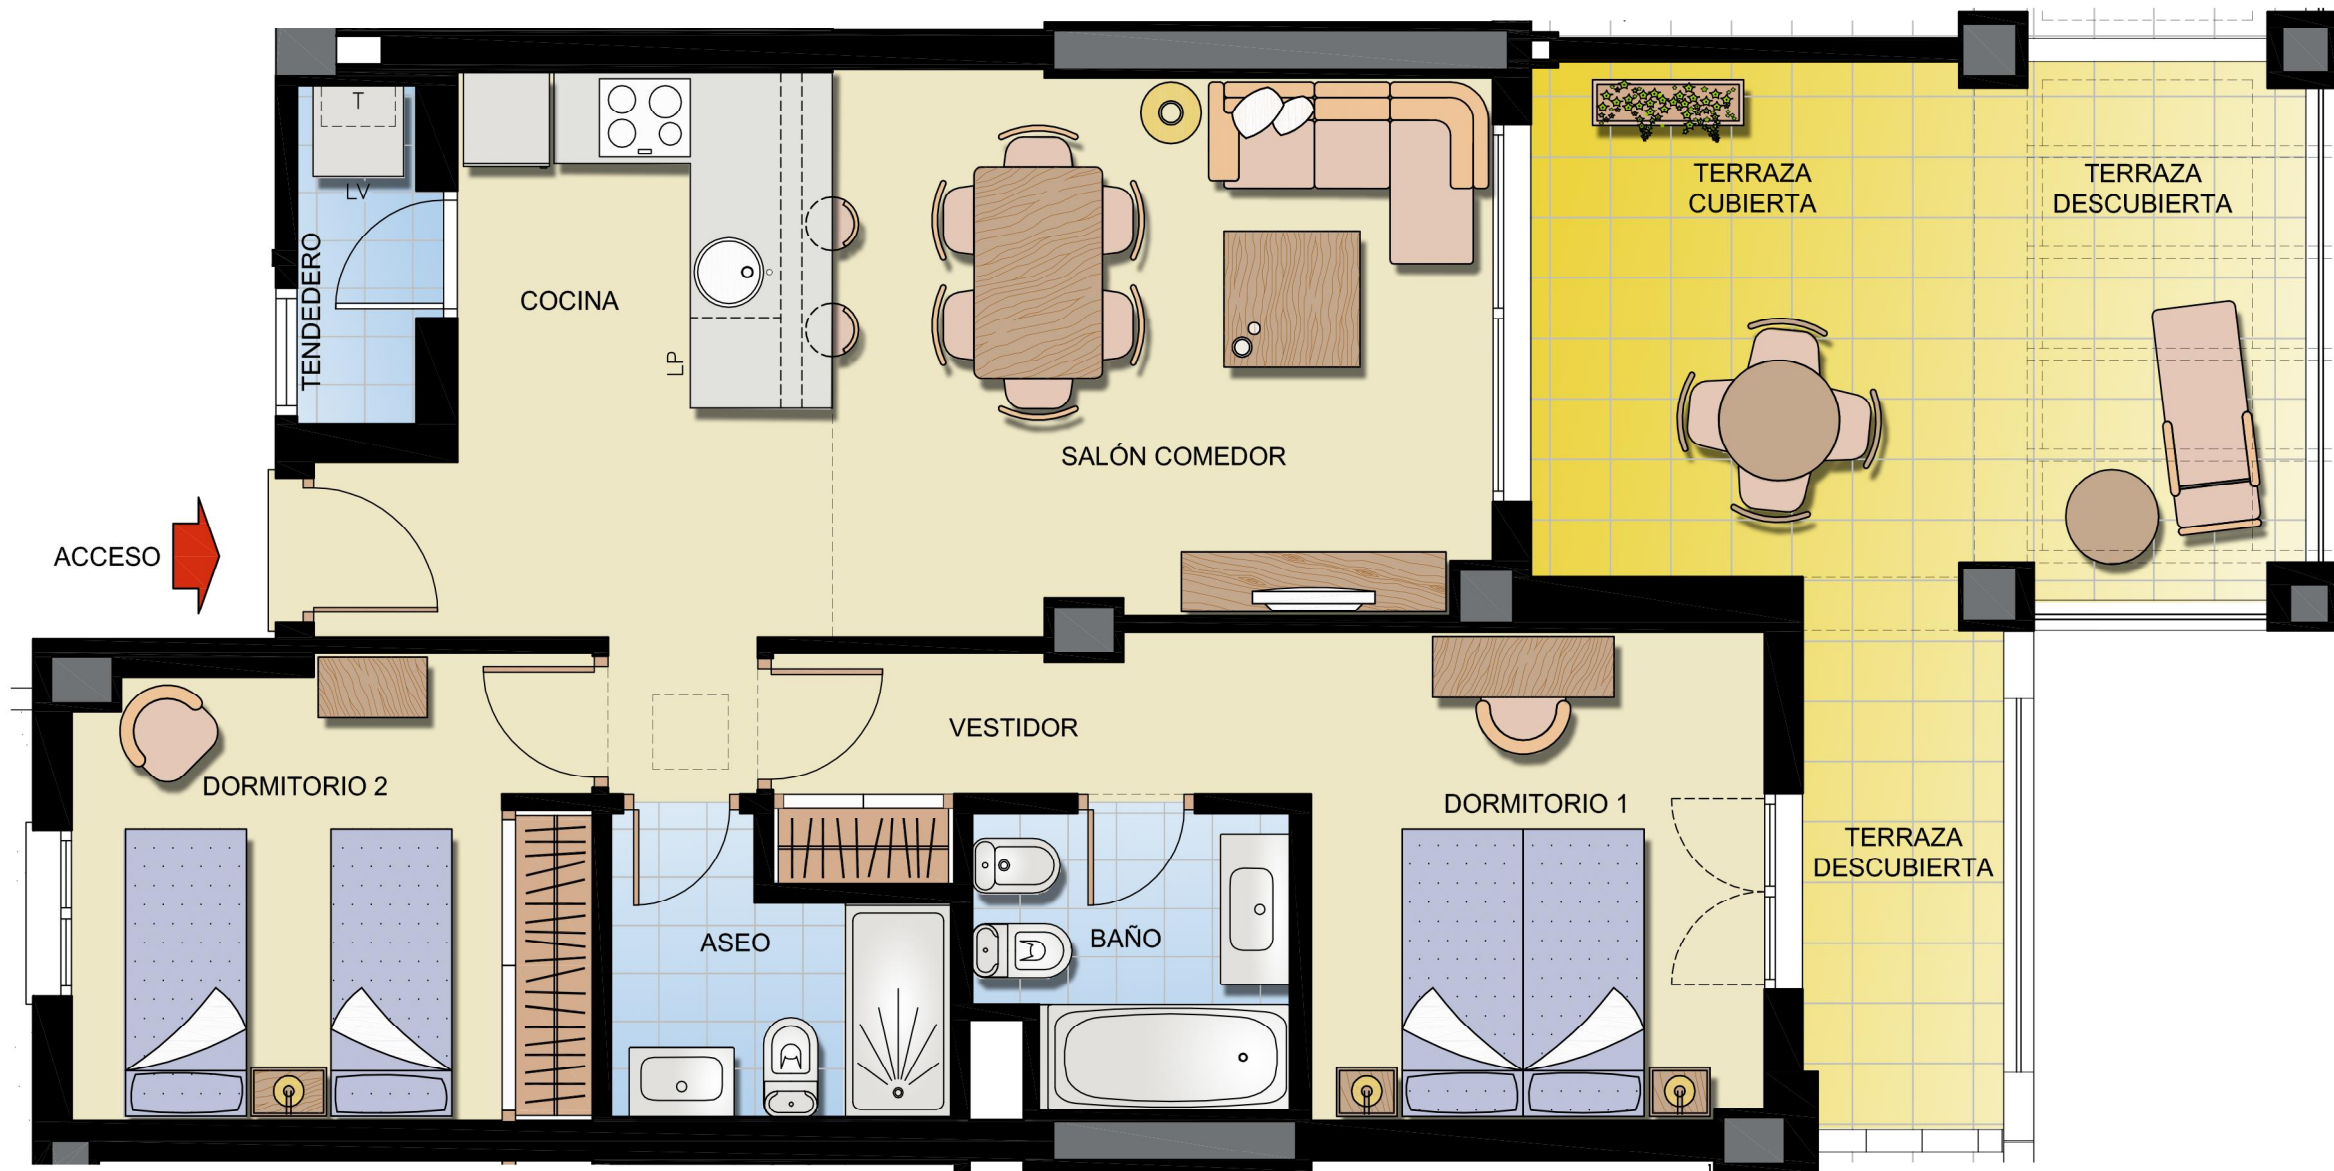 T
LV
TENDEDERO
COCINA
LP
SALÓN COMEDOR
TERRAZA
CUBIERTA
TERRAZA
DESCUBIERTA
ACCESO
VESTIDOR
DORMITORIO 2
DORMITORIO 1
TERRAZA
DESCUBIERTA
ASEO
BAÑO